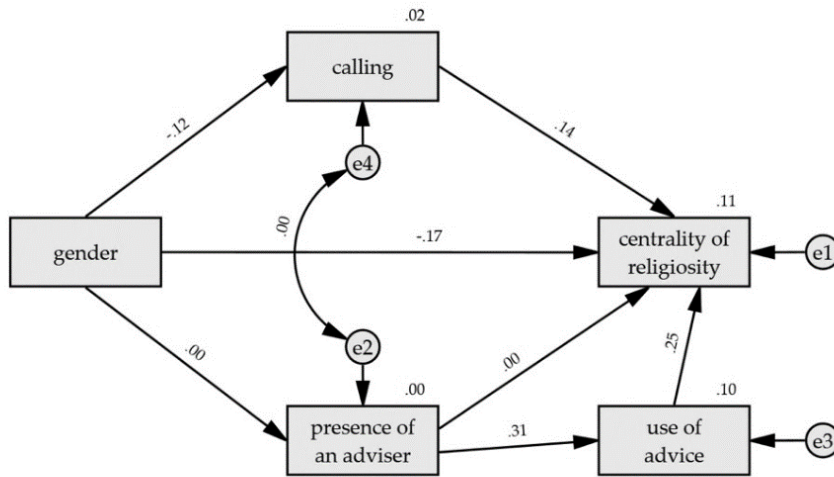 .02
calling
-.12
.14
e4
.00
.11
-.17
gender
centrality of
religiosity
e1
e2
.00
.00
.00
.25
.10
presence of
an adviser
.31
use of
advice
e3